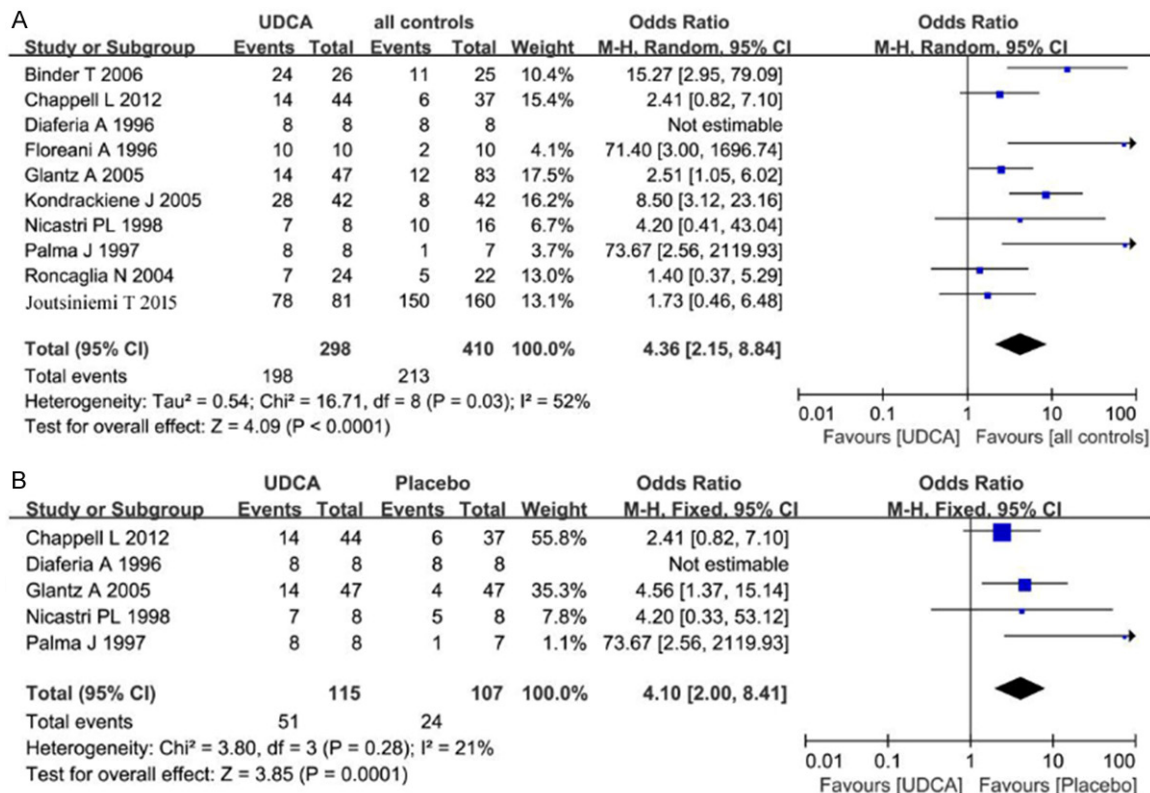 A
UDCA all controls Odds Ratio Odds Ratio
Study or Subgroup Events Total Events Total Weight M-H, Random, 95% CI M-H, Random, 95% CI
Binder T 2006 24 26 11 25 10.4% 15.27 [2.95, 79.09]
Chappell L 2012 14 44 6 37 15.4% 2.41 [0.82, 7.10]
Diaferia A 1996 8 8 8 8 Not estimable
Floreani A 1996 10 10 2 10 4.1% 71.40 [3.00, 1696.74]
Glantz A 2005 14 47 12 83 17.5% 2.51 [1.05, 6.02]
Kondrackiene J 2005 28 42 8 42 16.2% 8.50 [3.12, 23.16]
Nicastri PL 1998 7 8 10 16 6.7% 4.20 [0.41, 43.04]
Palma J 1997 8 8 1 7 3.7% 73.67 [2.56, 2119.93]
Roncaglia N 2004 7 24 5 22 13.0% 1.40 [0.37, 5.29]
Joutsiniemi T 2015 78 81 150 160 13.1% 1.73 [0.46, 6.48]
Total (95% CI) 298 410 100.0% 4.36 [2.15, 8.84]
Total events 198 213
Heterogeneity: Tau² = 0.54; Chi² = 16.71, df = 8 (P = 0.03); I² = 52%
Test for overall effect: Z = 4.09 (P < 0.0001)
0.01 0.1 1 10 100
Favours [UDCA] Favours [all controls]
B
UDCA Placebo Odds Ratio Odds Ratio
Study or Subgroup Events Total Events Total Weight M-H, Fixed, 95% CI M-H, Fixed, 95% CI
Chappell L 2012 14 44 6 37 55.8% 2.41 [0.82, 7.10]
Diaferia A 1996 8 8 8 8 Not estimable
Glantz A 2005 14 47 4 47 35.3% 4.56 [1.37, 15.14]
Nicastri PL 1998 7 8 5 8 7.8% 4.20 [0.33, 53.12]
Palma J 1997 8 8 1 7 1.1% 73.67 [2.56, 2119.93]
Total (95% CI) 115 107 100.0% 4.10 [2.00, 8.41]
Total events 51 24
Heterogeneity: Chi² = 3.80, df = 3 (P = 0.28); I² = 21%
Test for overall effect: Z = 3.85 (P = 0.0001)
0.01 0.1 1 10 100
Favours [UDCA] Favours [Placebo]